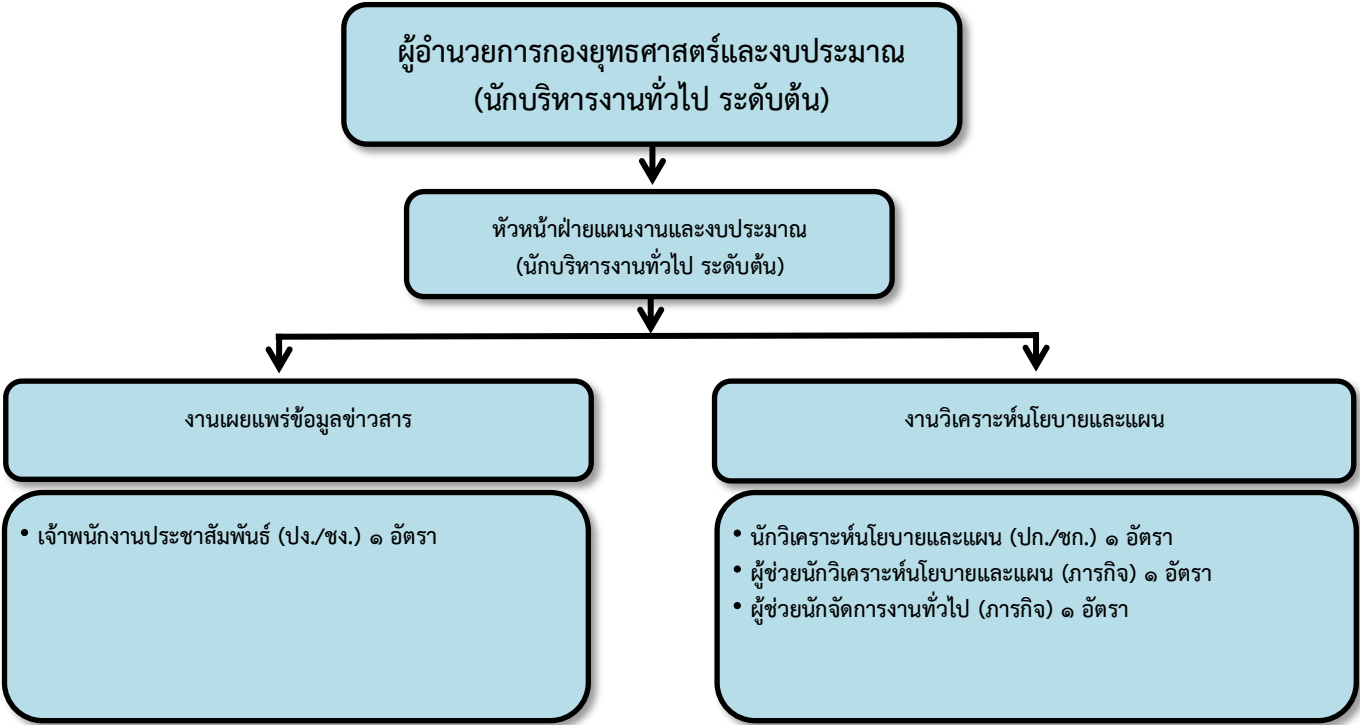 ผู้อำนวยการกองยุทธศาสตร์และงบประมาณ
(นักบริหารงานทั่วไป ระดับต้น)
หัวหน้าฝ่ายแผนงานและงบประมาณ
(นักบริหารงานทั่วไป ระดับต้น)
งานเผยแพร่ข้อมูลข่าวสาร
งานวิเคราะห์นโยบายและแผน
• เจ้าพนักงานประชาสัมพันธ์ (ปง./ชง.) ๑ อัตรา
• นักวิเคราะห์นโยบายและแผน (ปก./ชก.) ๑ อัตรา
• ผู้ช่วยนักวิเคราะห์นโยบายและแผน (ภารกิจ) ๑ อัตรา
• ผู้ช่วยนักจัดการงานทั่วไป (ภารกิจ) ๑ อัตรา